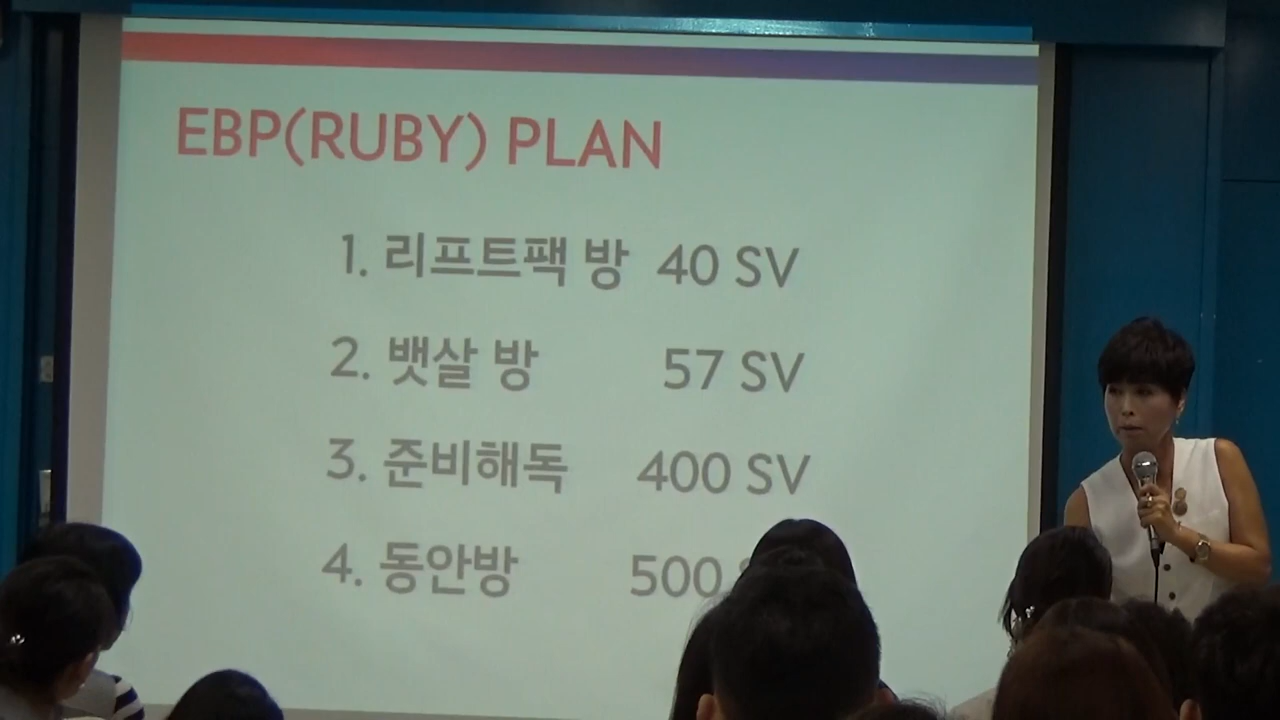 EBP(RUBY) PLAN
1. 리프트팩 방 40 SV
2. 뱃살 방 57 SV
3. 준비해독 400 SV
4. 동안방 500